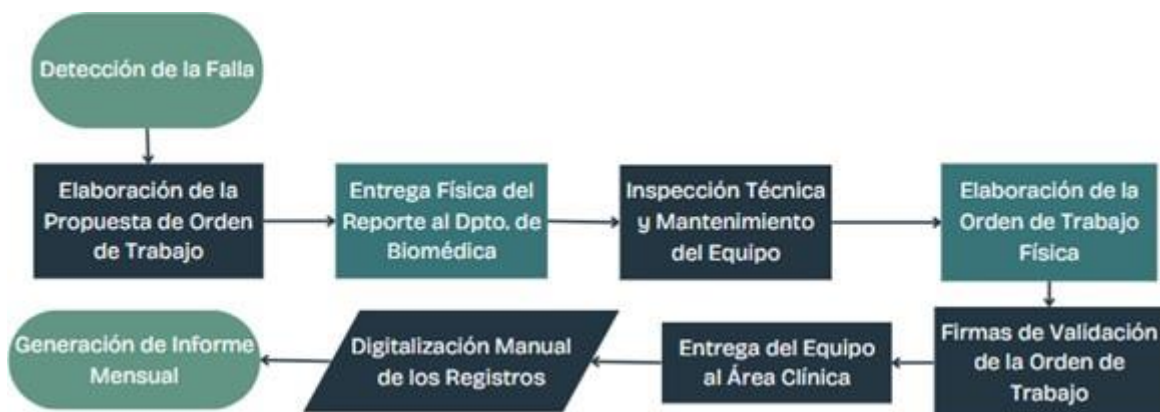 Detección de la Falla
Elaboración de la
Propuesta de Orden
de Trabajo
Entrega Física del
Reporte al Dpto. de
Biomédica
Inspección Técnica
y Mantenimiento
del Equipo
Elaboración de la
Orden de Trabajo
Física
Firmas de Validación
de la Orden de
Trabajo
Entrega del Equipo
al Área Clínica
Digitalización Manual
de los Registros
Generación de Informe
Mensual